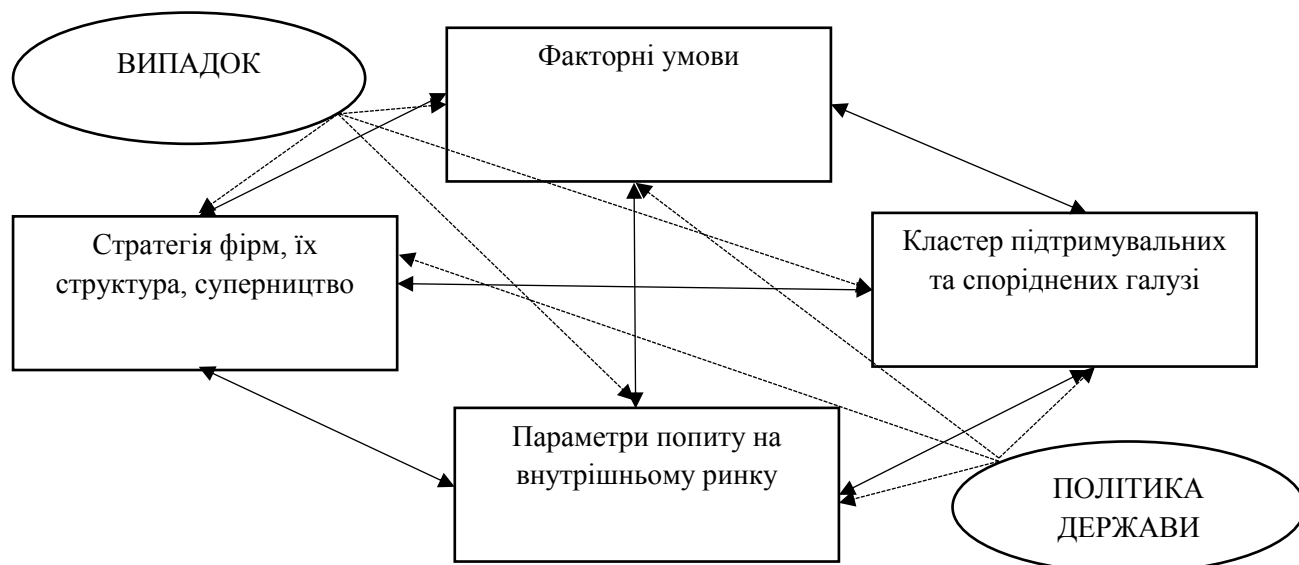 ВИПАДОК
Факторні умови
Стратегія фірм, їх
структура, суперництво
Кластер підтримувальних
та споріднених галузі
Параметри попиту на
внутрішньому ринку
ПОЛІТИКА
ДЕРЖАВИ